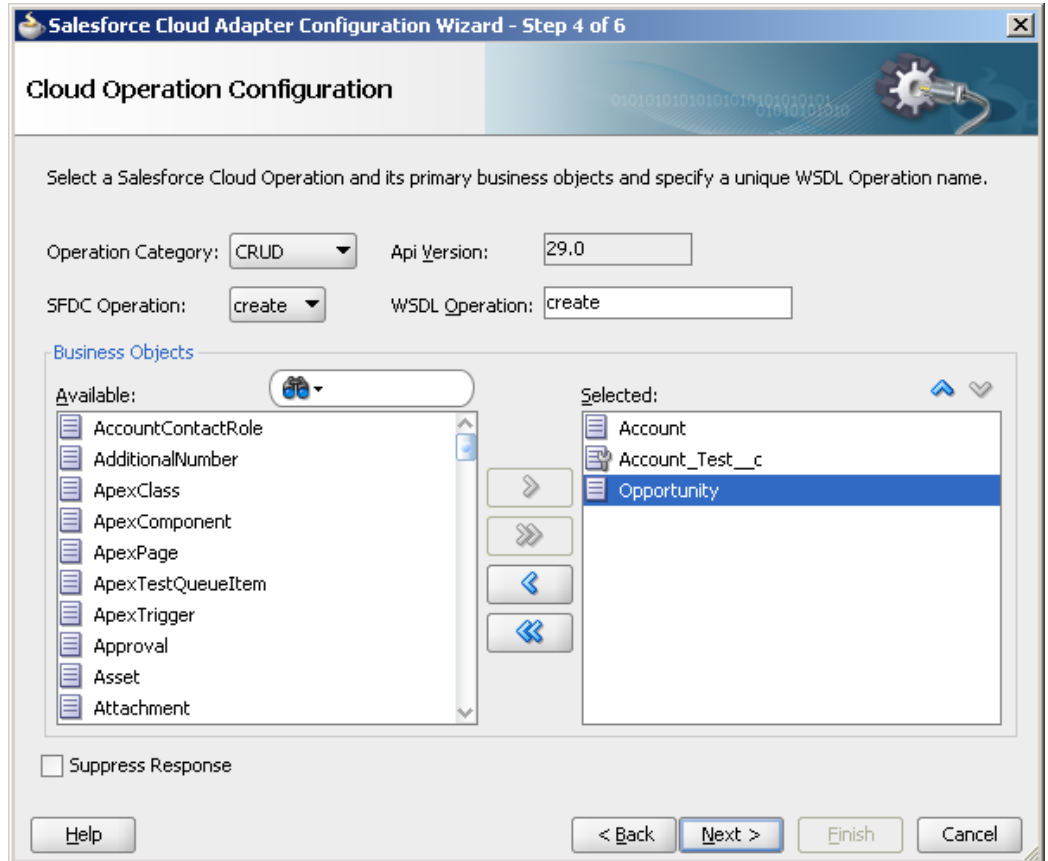 Salesforce Cloud Adapter Configuration Wizard - Step 4 of 6
Cloud Operation Configuration
Select a Salesforce Cloud Operation and its primary business objects and specify a unique WSDL Operation name.
Operation Category: CRUD Api Version: 29.0
SFDC Operation: create WSDL Operation: create
Business Objects
Available: Selected:
AccountContactRole Account
AdditionalNumber Account_Test__c
ApexClass Opportunity
ApexComponent
ApexPage
ApexTestQueueItem
ApexTrigger
Approval
Asset
Attachment
Suppress Response
Help < Back Next > Finish Cancel